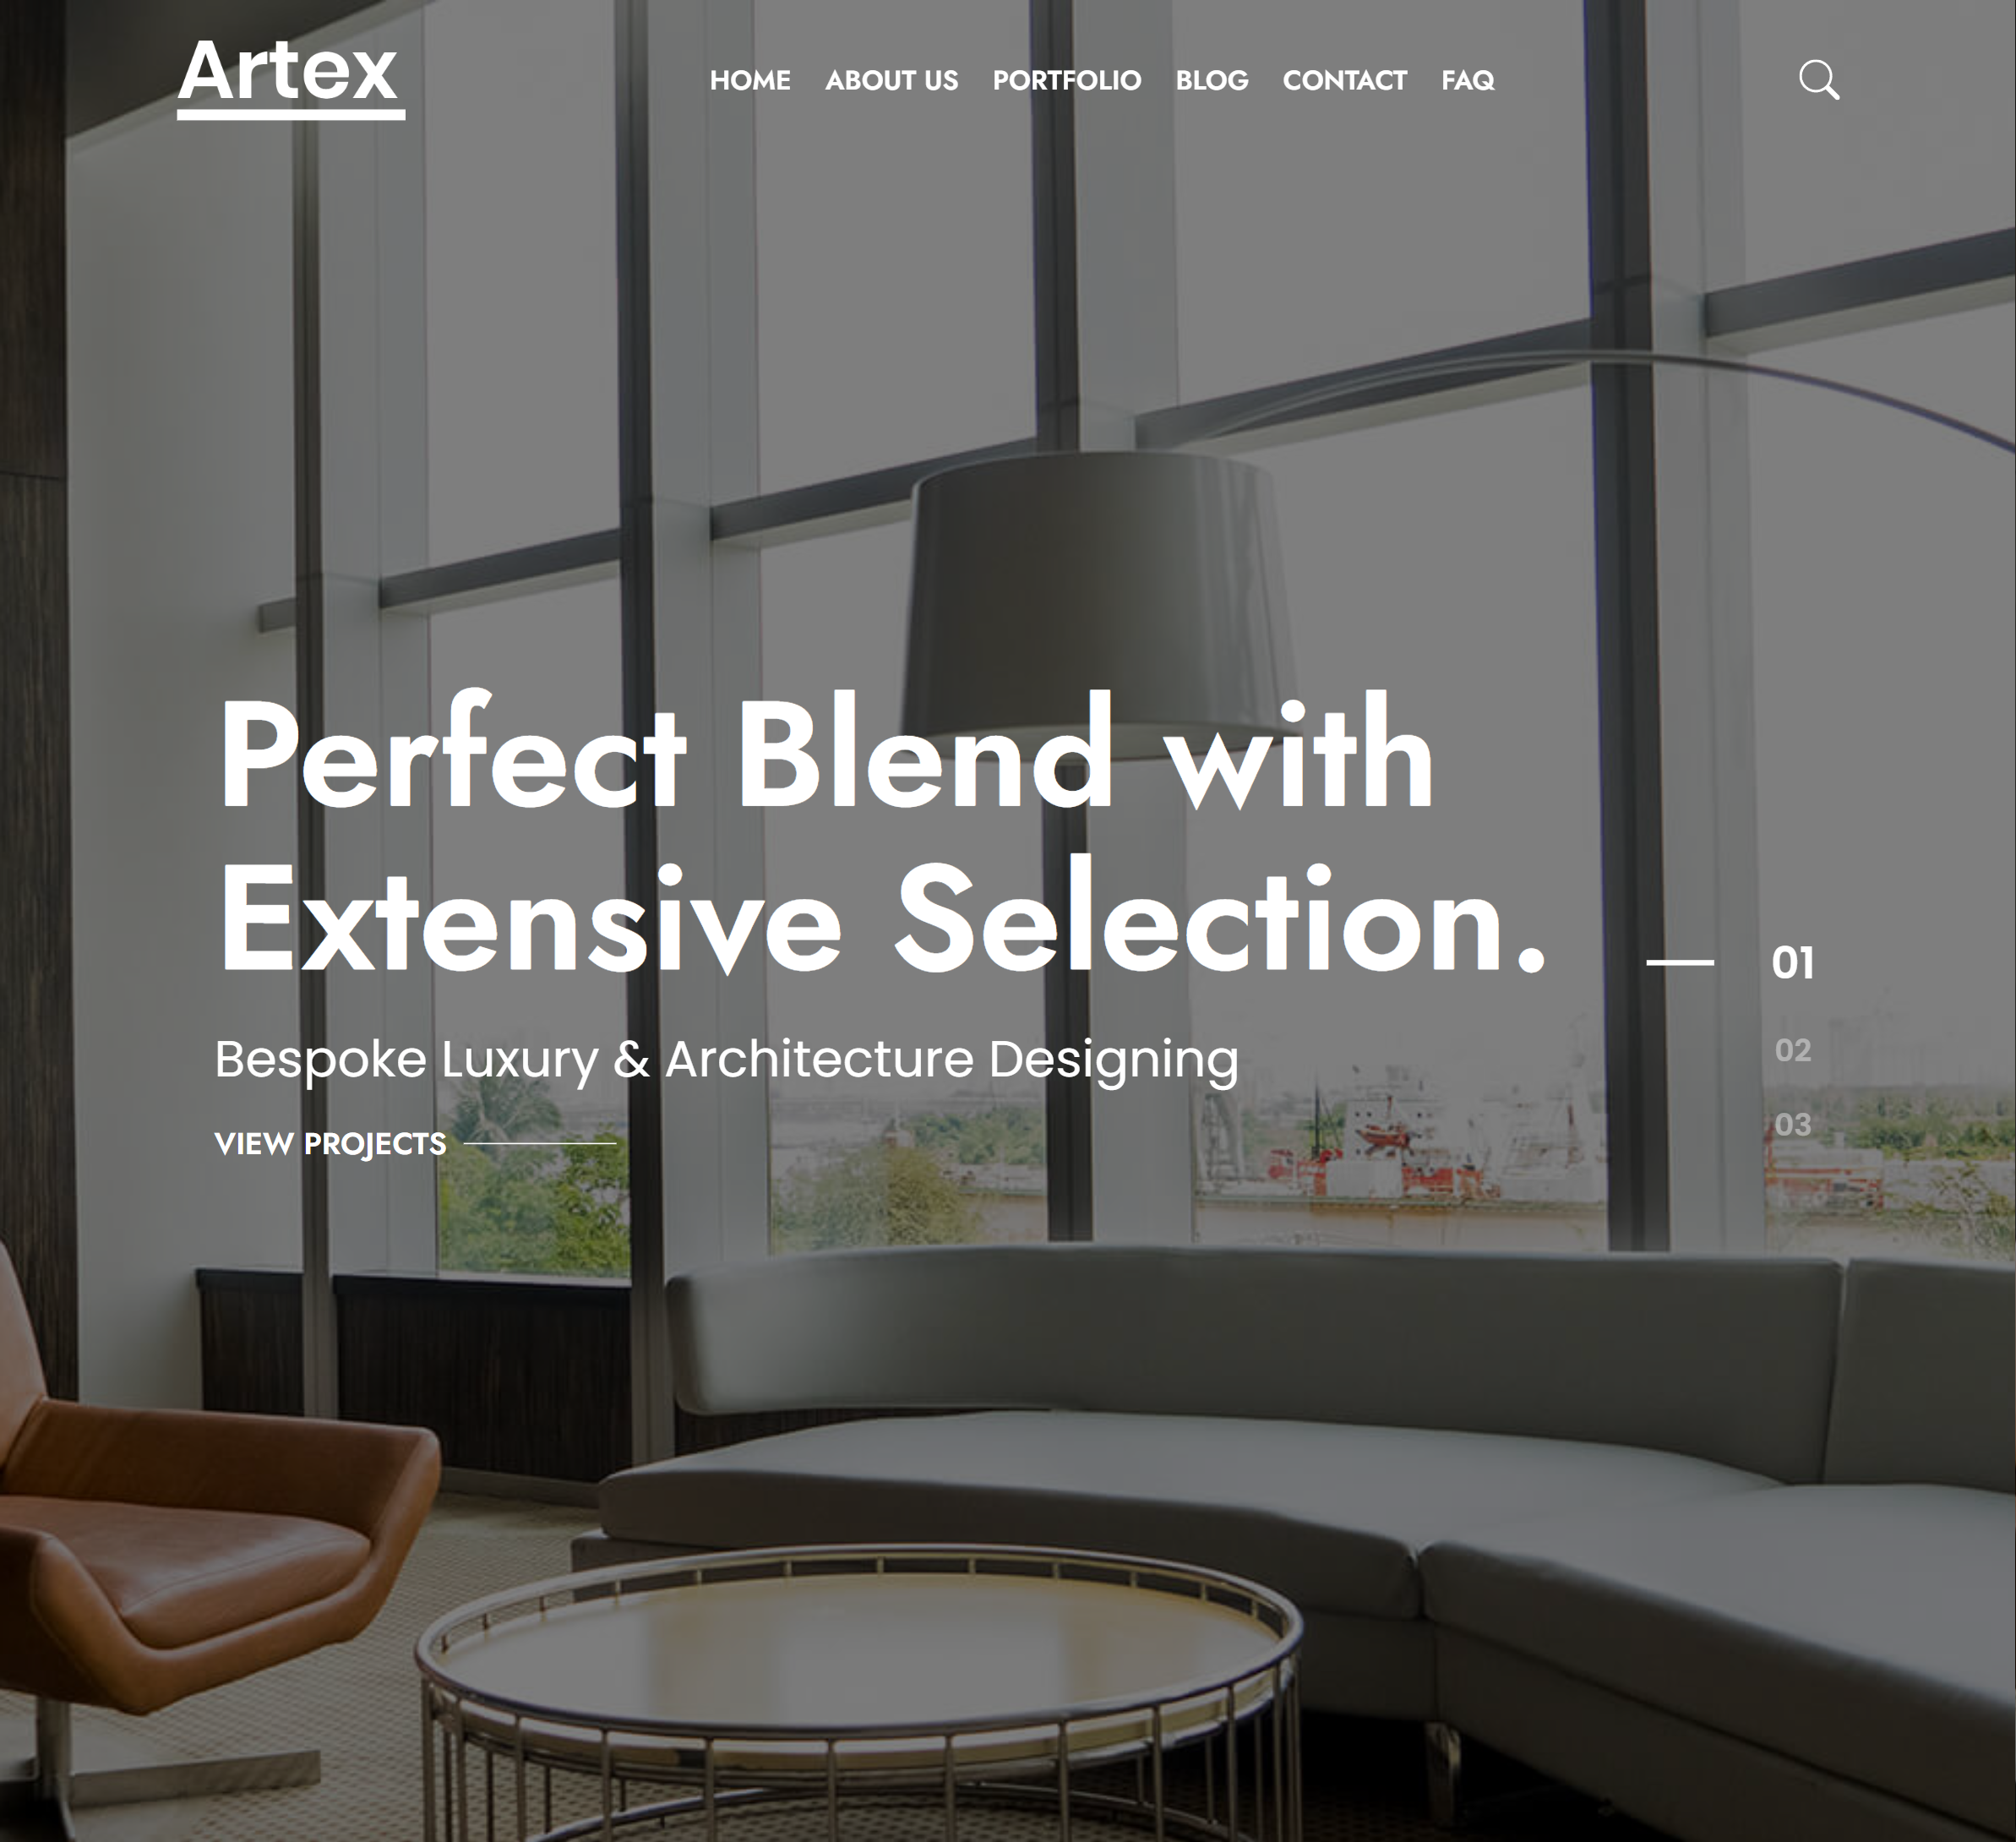 Artex
HOME ABOUT US PORTFOLIO BLOG CONTACT FAQ
Perfect Blend with
Extensive Selection.
01
Bespoke Luxury & Architecture Designing
02
03
VIEW PROJECTS